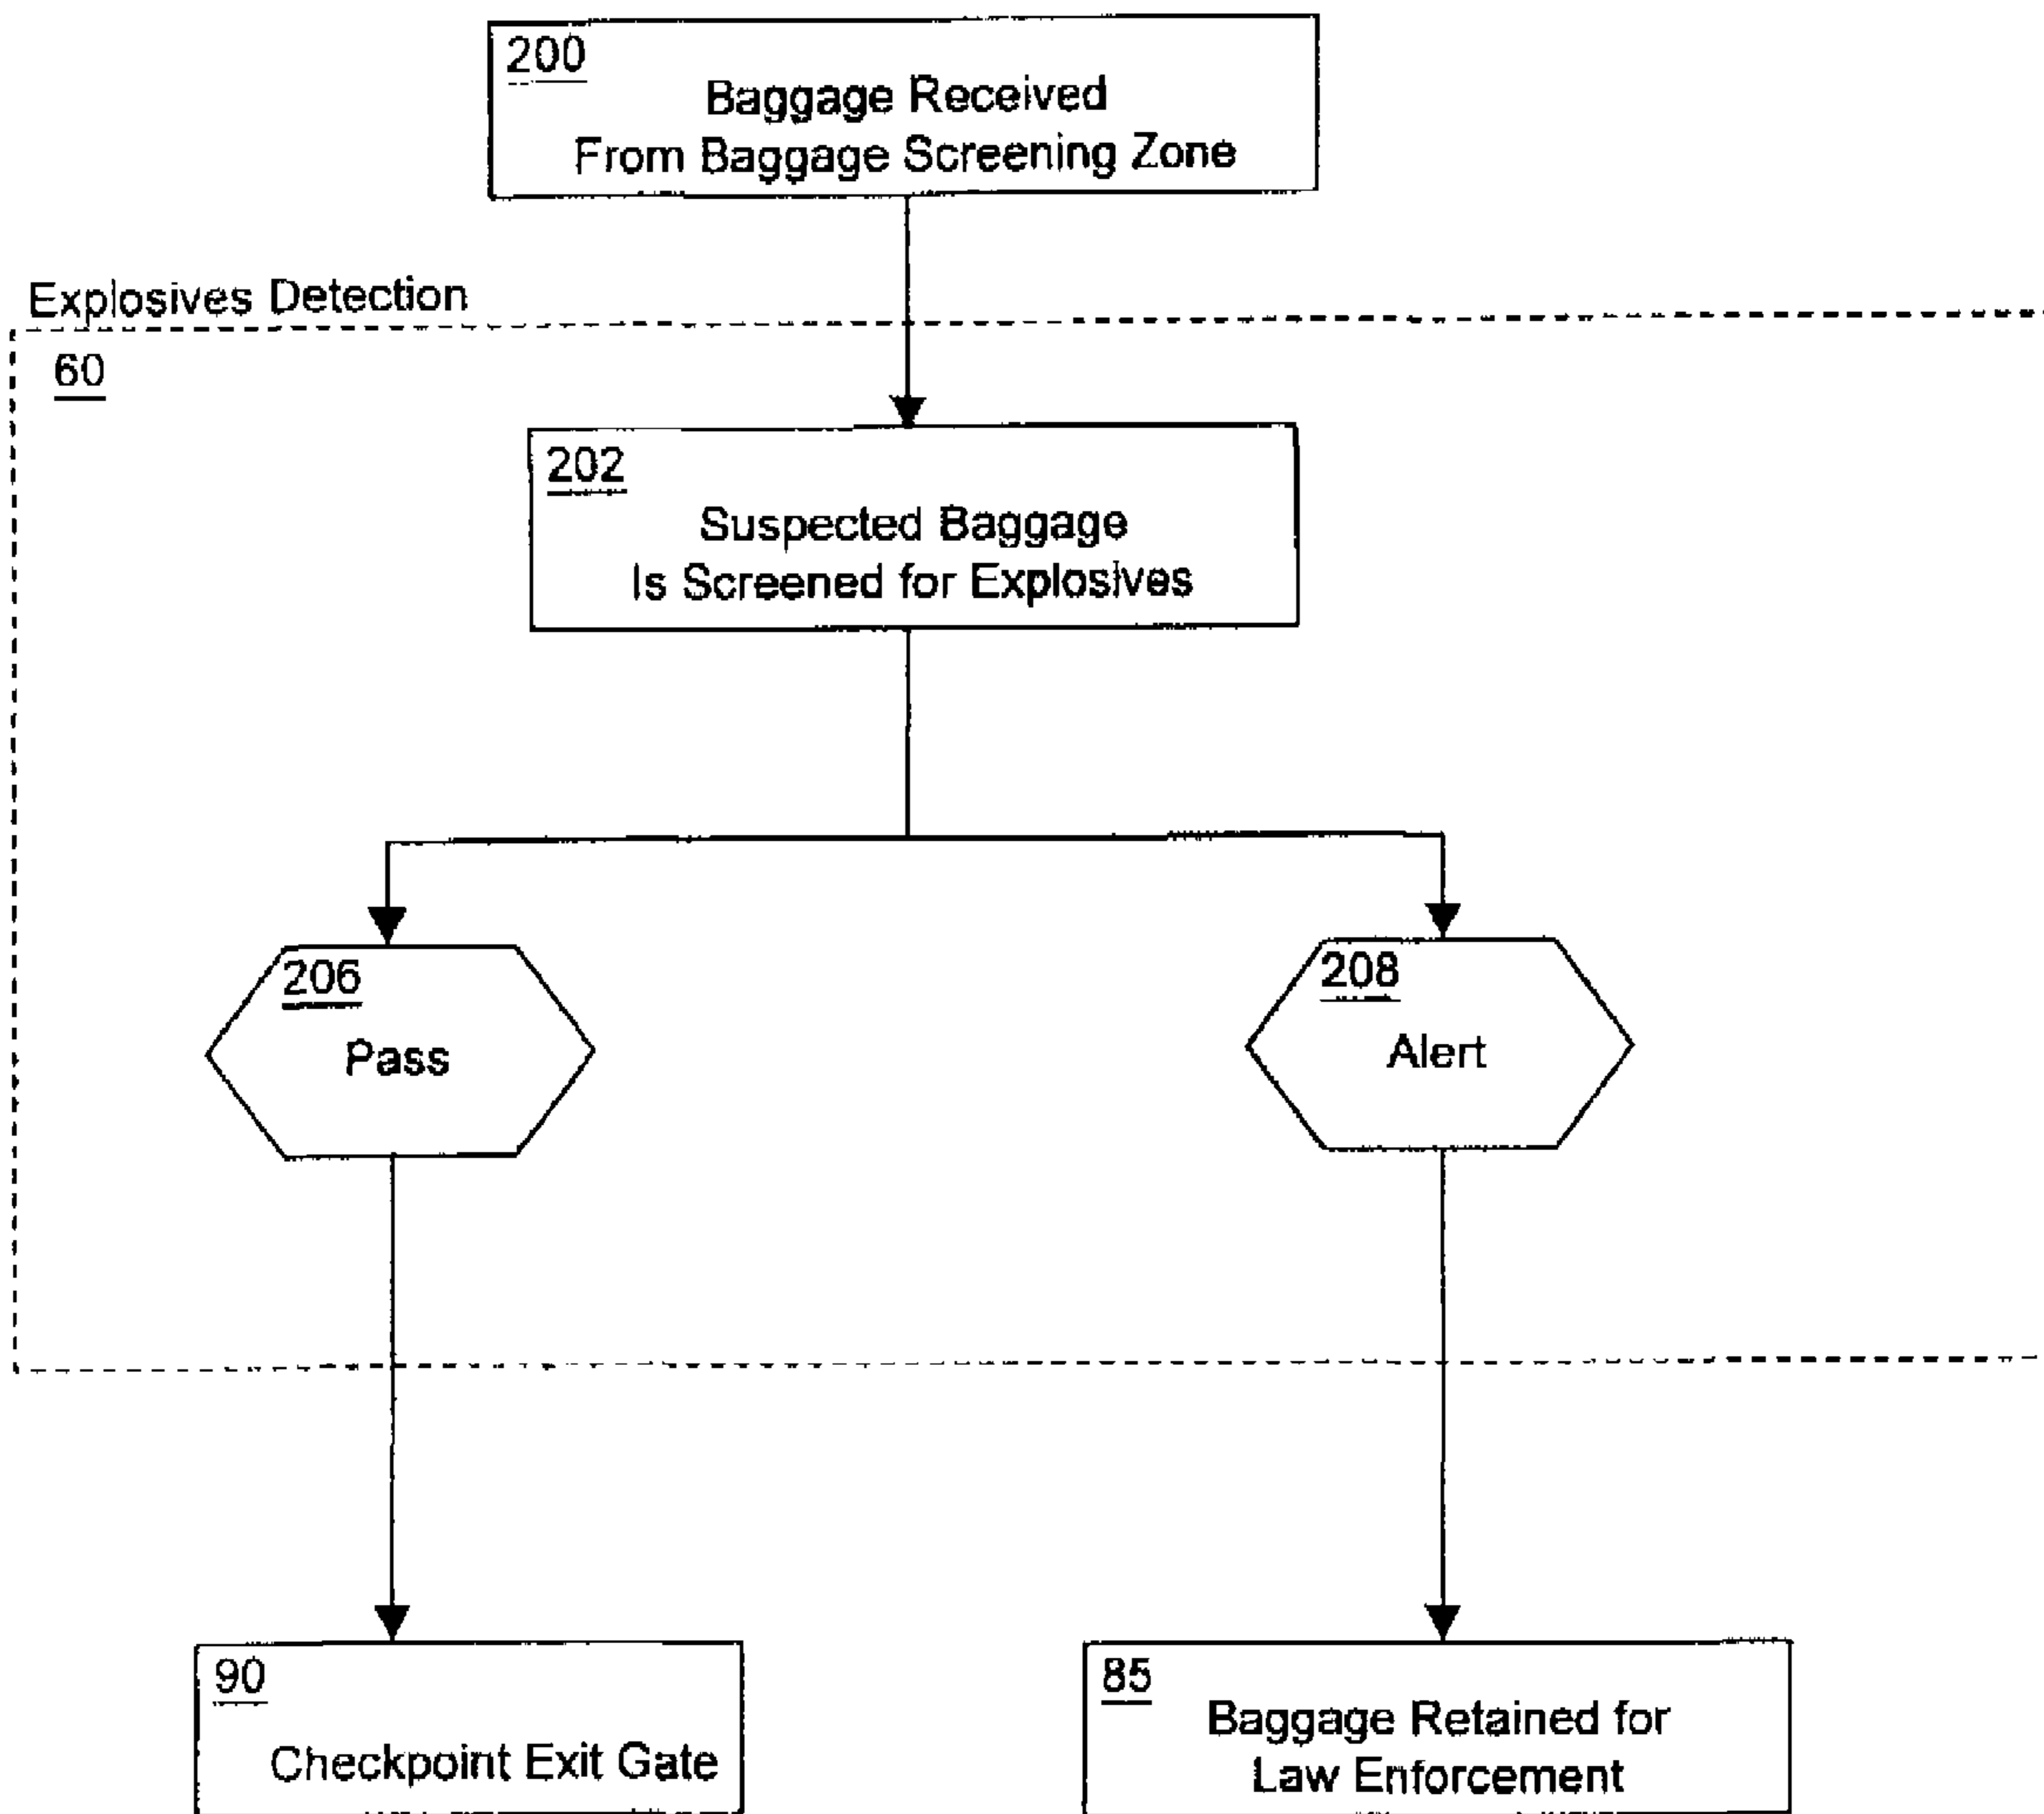 200
Baggage Received
From Baggage Screening Zone
Explosives Detection
60
202
Suspected Baggage
Is Screened for Explosives
206
Pass
208
Alert
90
Checkpoint Exit Gate
85
Baggage Retained for
Law Enforcement